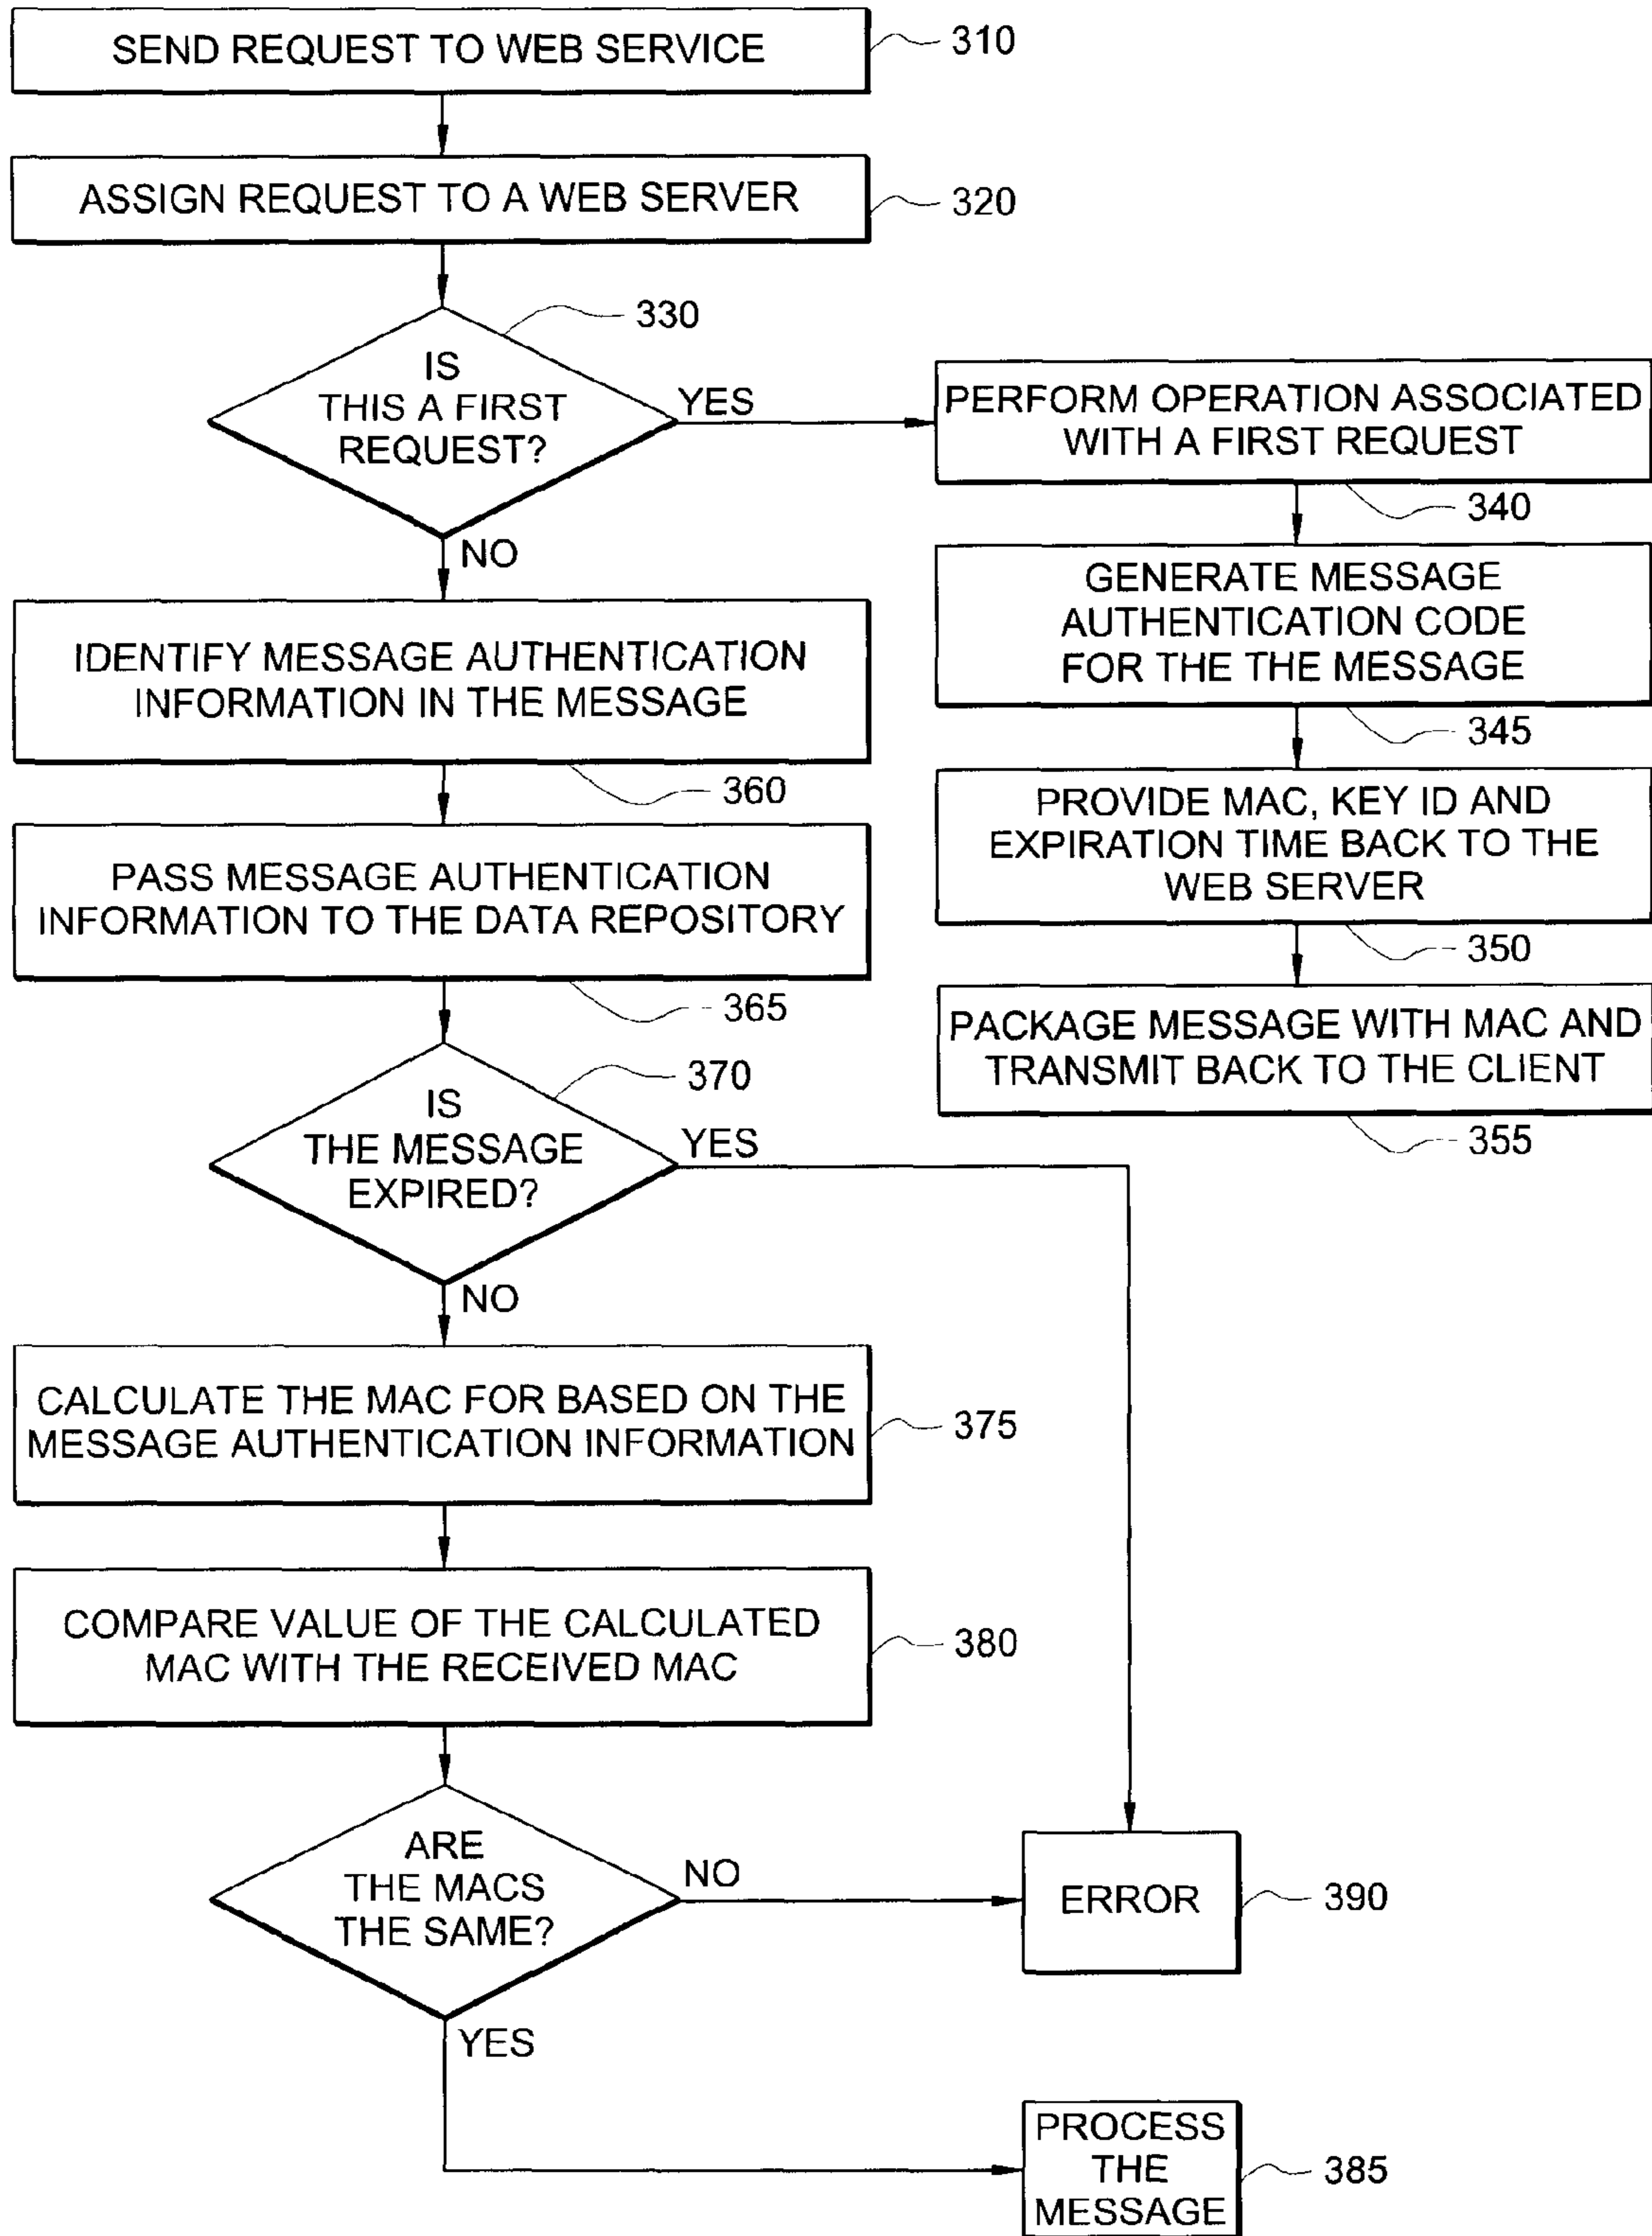 SEND REQUEST TO WEB SERVICE
310
ASSIGN REQUEST TO A WEB SERVER
320
330
IS
THIS A FIRST
REQUEST?
YES
NO
PERFORM OPERATION ASSOCIATED
WITH A FIRST REQUEST
340
GENERATE MESSAGE
AUTHENTICATION CODE
FOR THE THE MESSAGE
345
PROVIDE MAC, KEY ID AND
EXPIRATION TIME BACK TO THE
WEB SERVER
350
PACKAGE MESSAGE WITH MAC AND
TRANSMIT BACK TO THE CLIENT
355
IDENTIFY MESSAGE AUTHENTICATION
INFORMATION IN THE MESSAGE
360
PASS MESSAGE AUTHENTICATION
INFORMATION TO THE DATA REPOSITORY
365
370
IS
THE MESSAGE
EXPIRED?
YES
NO
CALCULATE THE MAC FOR BASED ON THE
MESSAGE AUTHENTICATION INFORMATION
375
COMPARE VALUE OF THE CALCULATED
MAC WITH THE RECEIVED MAC
380
ARE
THE MACS
THE SAME?
NO
YES
ERROR
390
PROCESS
THE
MESSAGE
385